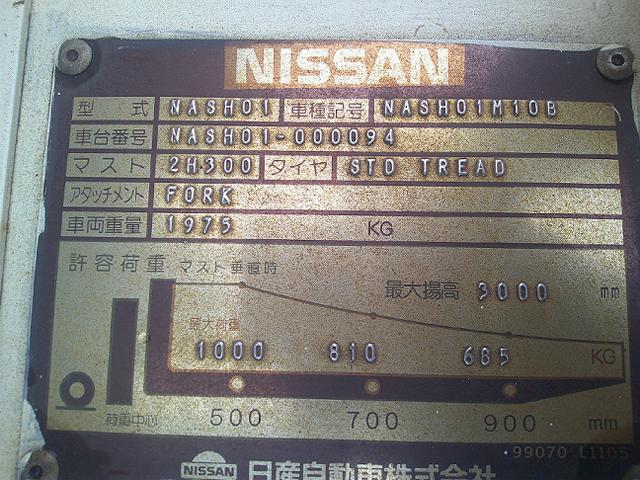 NISSAN
型 式 NASH01 車種記号 NASH01M10B
車台番号 NASH01-000094
マスト 2H300 タイヤ STD TREAD
アタッチメント FORK
車両重量 1975 KG
許容荷重 マスト垂直時
最大揚高 3000 mm
最大荷重
1000 810 685 KG
荷重中心 500 700 900 mm
99070-L1105
NISSAN 日産自動車株式会社